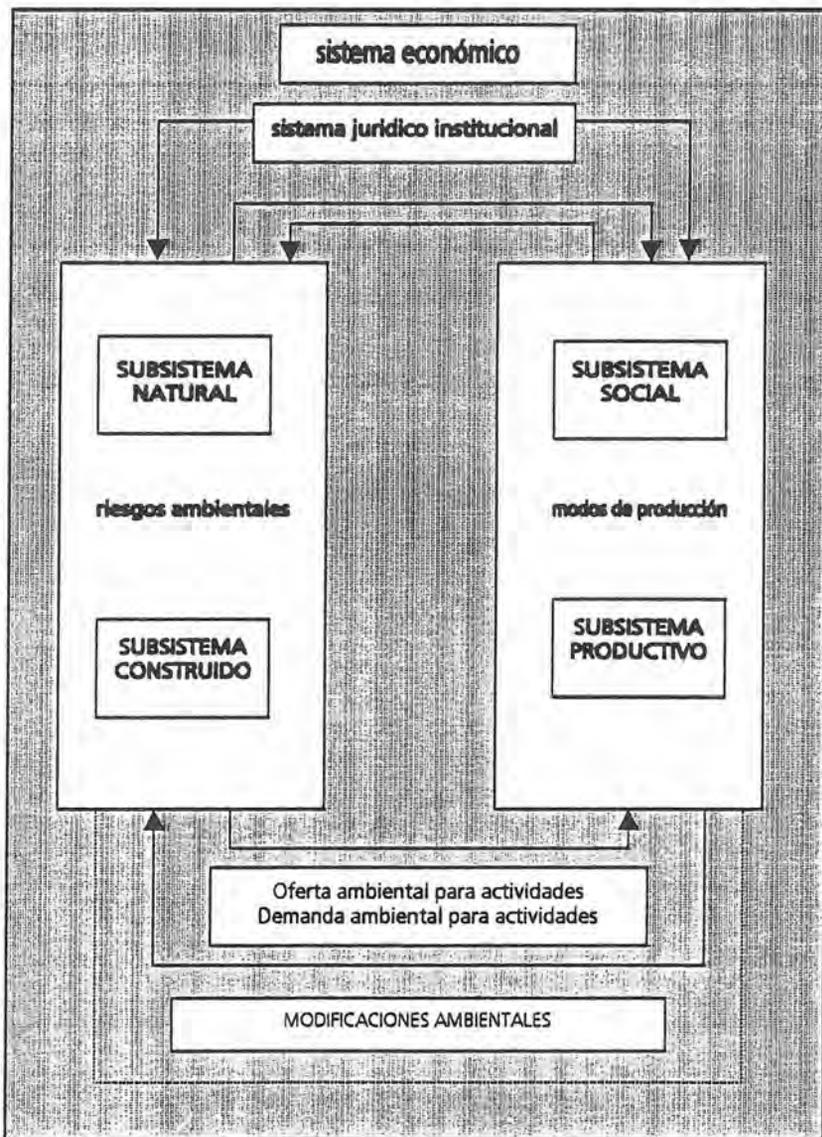 sistema económico
sistema jurídico institucional
SUBSISTEMA
NATURAL
riesgos ambientales
SUBSISTEMA
CONSTRUIDO
SUBSISTEMA
SOCIAL
modos de producción
SUBSISTEMA
PRODUCTIVO
Oferta ambiental para actividades
Demanda ambiental para actividades
MODIFICACIONES AMBIENTALES